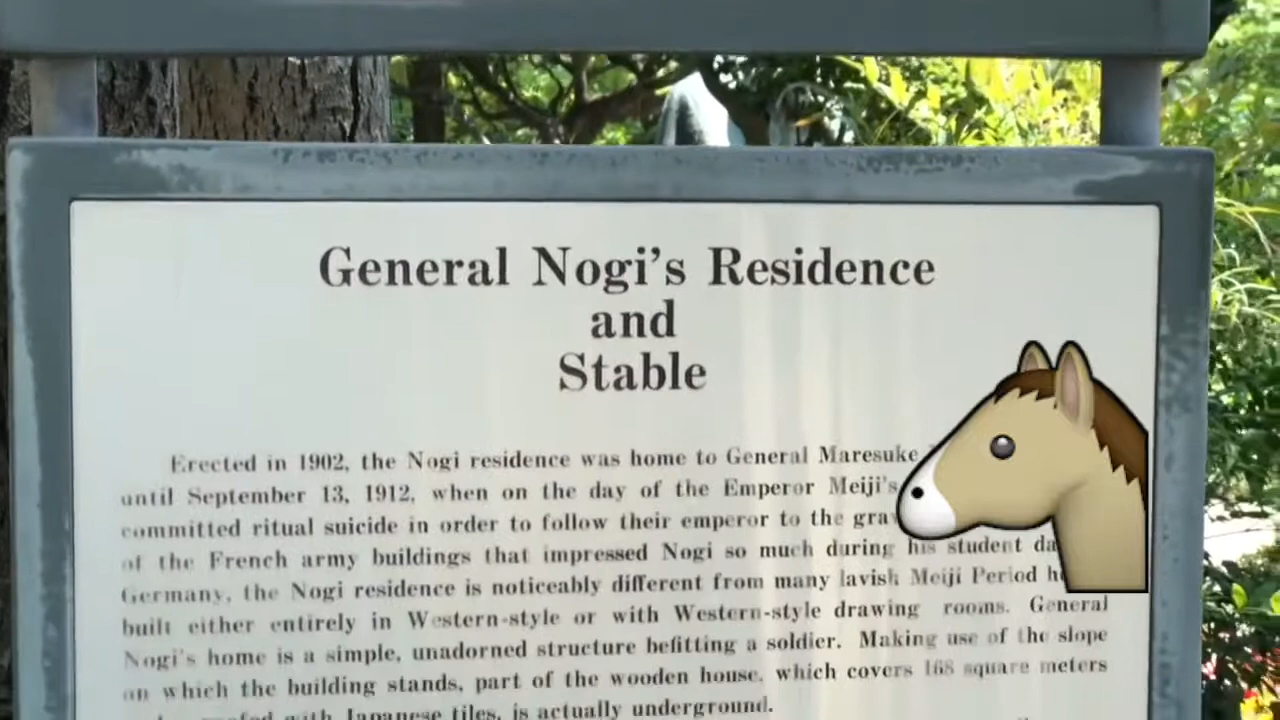 General Nogi's Residence
and
Stable
Erected in 1902, the Nogi residence was home to General Maresuke
until September 13, 1912, when on the day of the Emperor Meiji's
committed ritual suicide in order to follow their emperor to the
of the French army buildings that impressed Nogi so much during his student
Germany, the Nogi residence is noticeably different from many lavish Meiji Period
built either entirely in Western-style or with Western-style drawing rooms. General
Nogi's home is a simple, unadorned structure befitting a soldier. Making use of the slope
on which the building stands, part of the wooden house, which covers 168 square meters
with Japanese tiles, is actually underground.